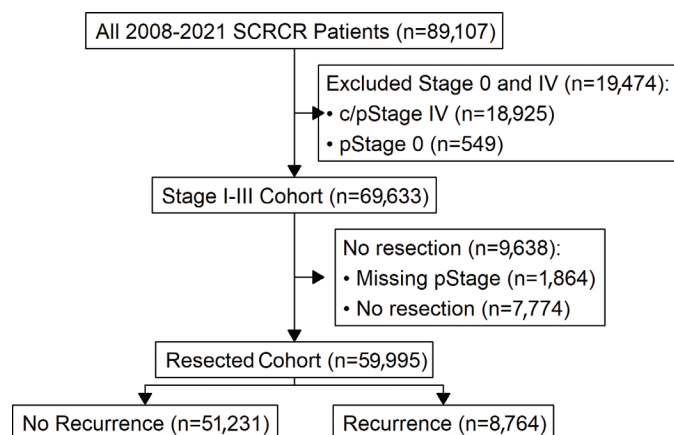 All 2008-2021 SCRCR Patients (n=89,107)
Excluded Stage 0 and IV (n=19,474):
• c/pStage IV (n=18,925)
• pStage 0 (n=549)
Stage I-III Cohort (n=69,633)
No resection (n=9,638):
• Missing pStage (n=1,864)
• No resection (n=7,774)
Resected Cohort (n=59,995)
No Recurrence (n=51,231)
Recurrence (n=8,764)